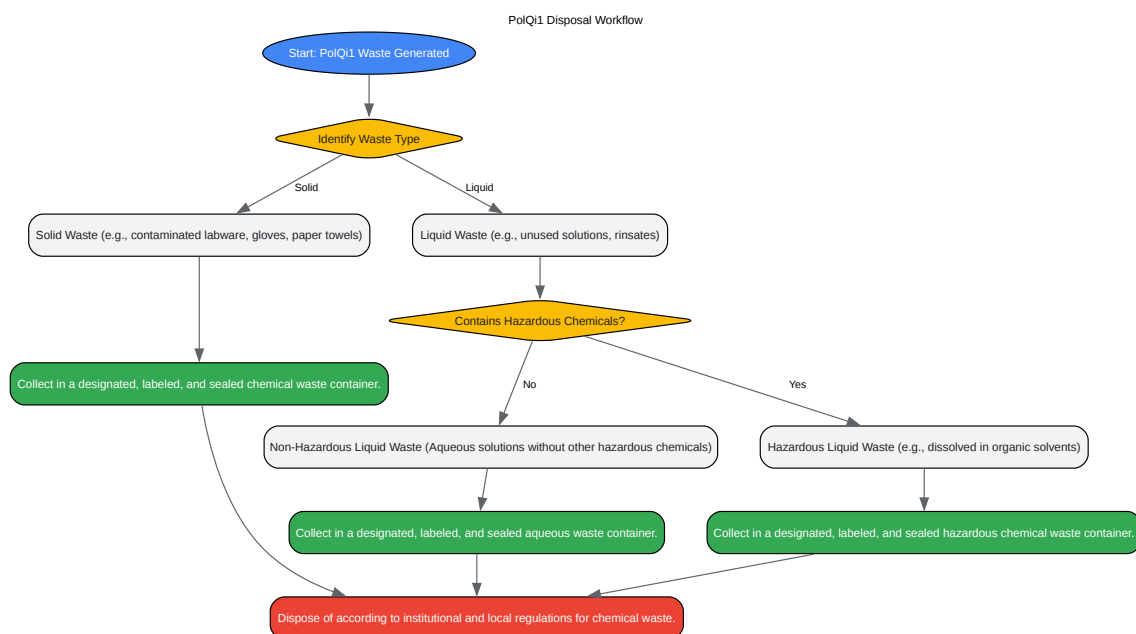 PolQi1 Disposal Workflow
Start: PolQi1 Waste Generated
Identify Waste Type
Solid
Liquid
Solid Waste (e.g., contaminated labware, gloves, paper towels)
Liquid Waste (e.g., unused solutions, rinsates)
Contains Hazardous Chemicals?
Collect in a designated, labeled, and sealed chemical waste container.
No
Yes
Non-Hazardous Liquid Waste (Aqueous solutions without other hazardous chemicals)
Hazardous Liquid Waste (e.g., dissolved in organic solvents)
Collect in a designated, labeled, and sealed aqueous waste container.
Collect in a designated, labeled, and sealed hazardous chemical waste container.
Dispose of according to institutional and local regulations for chemical waste.